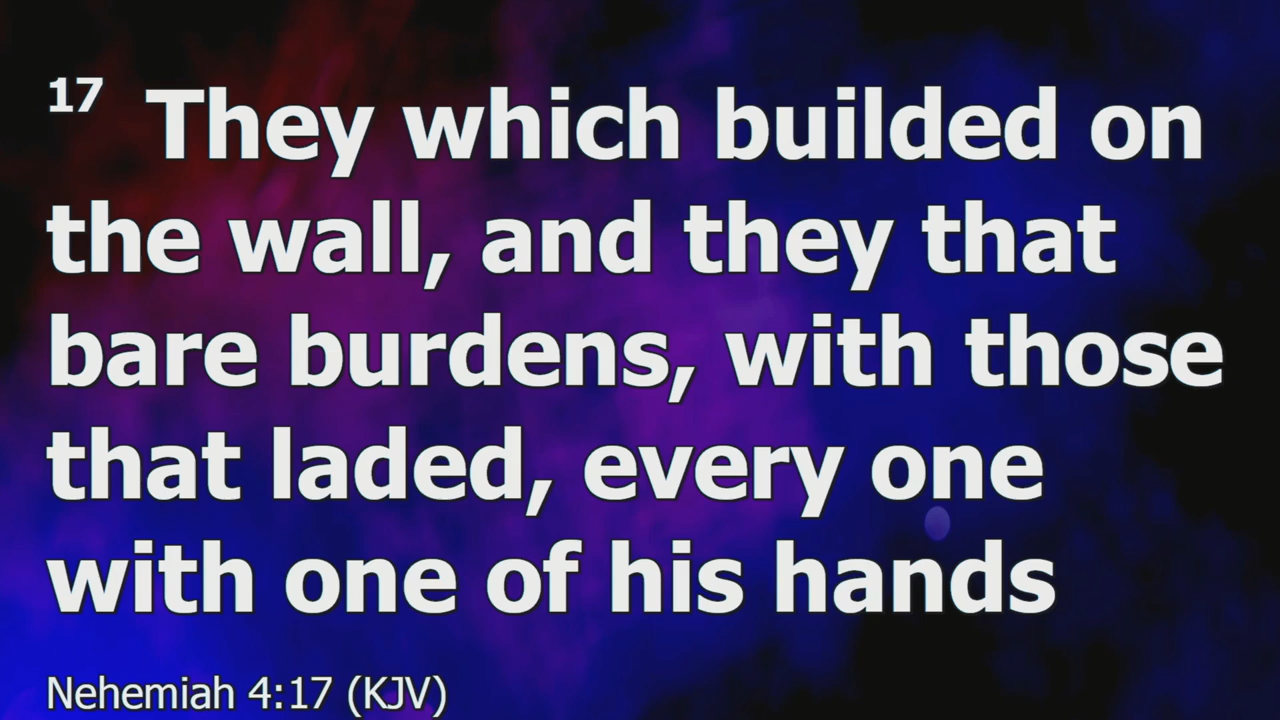 17 They which builded on
the wall, and they that
bare burdens, with those
that laded, every one
with one of his hands
Nehemiah 4:17 (KJV)